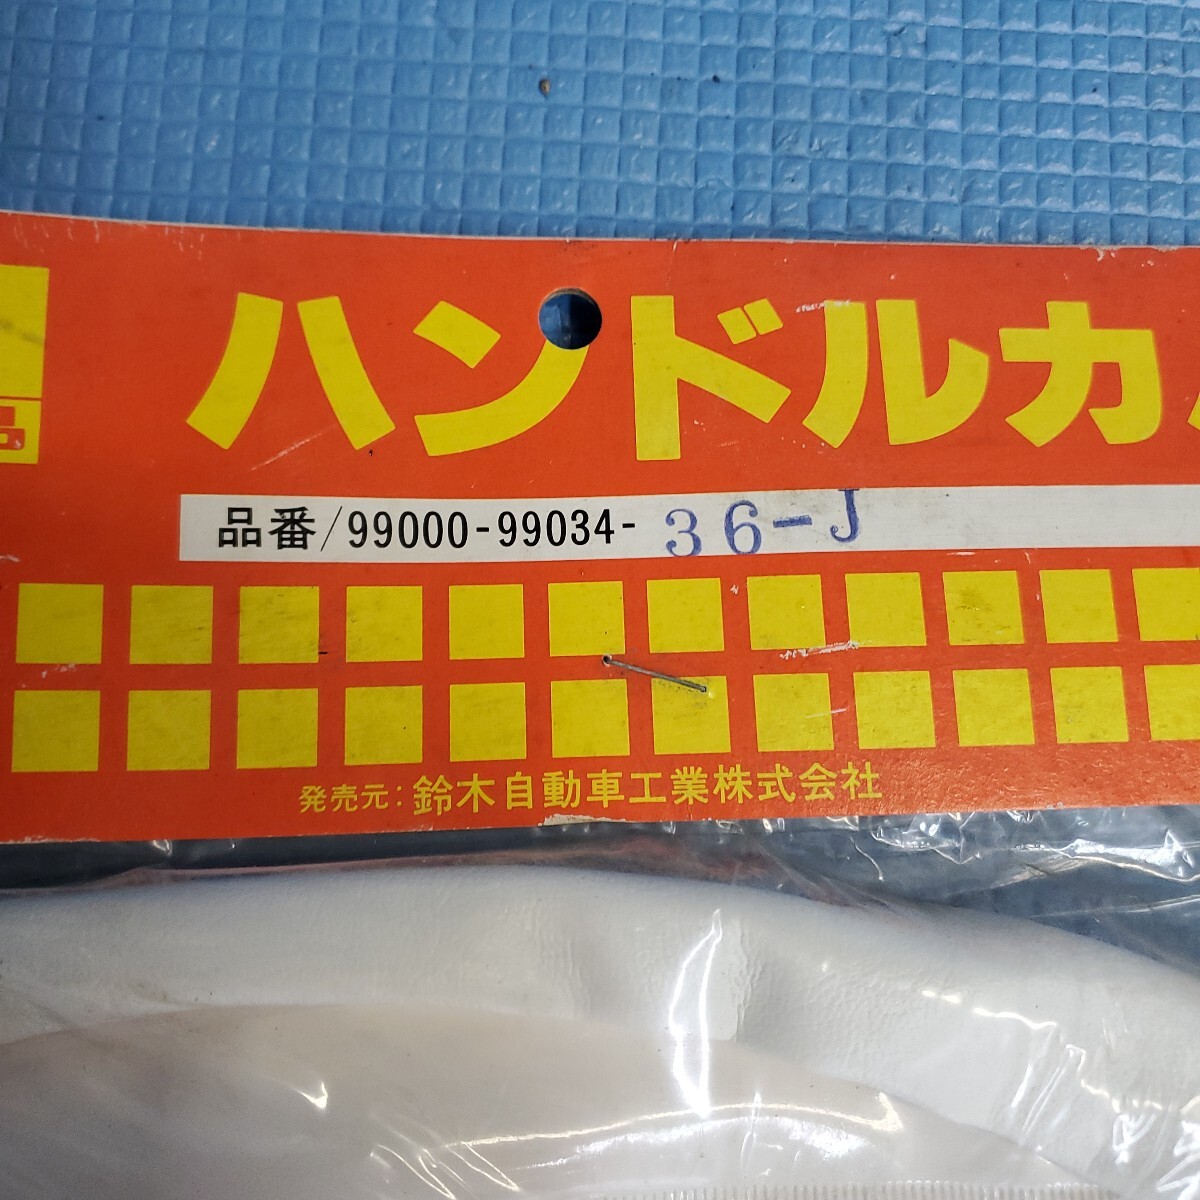 ハンドルカ
品
品番/99000-99034-36-J
発売元:鈴木自動車工業株式会社